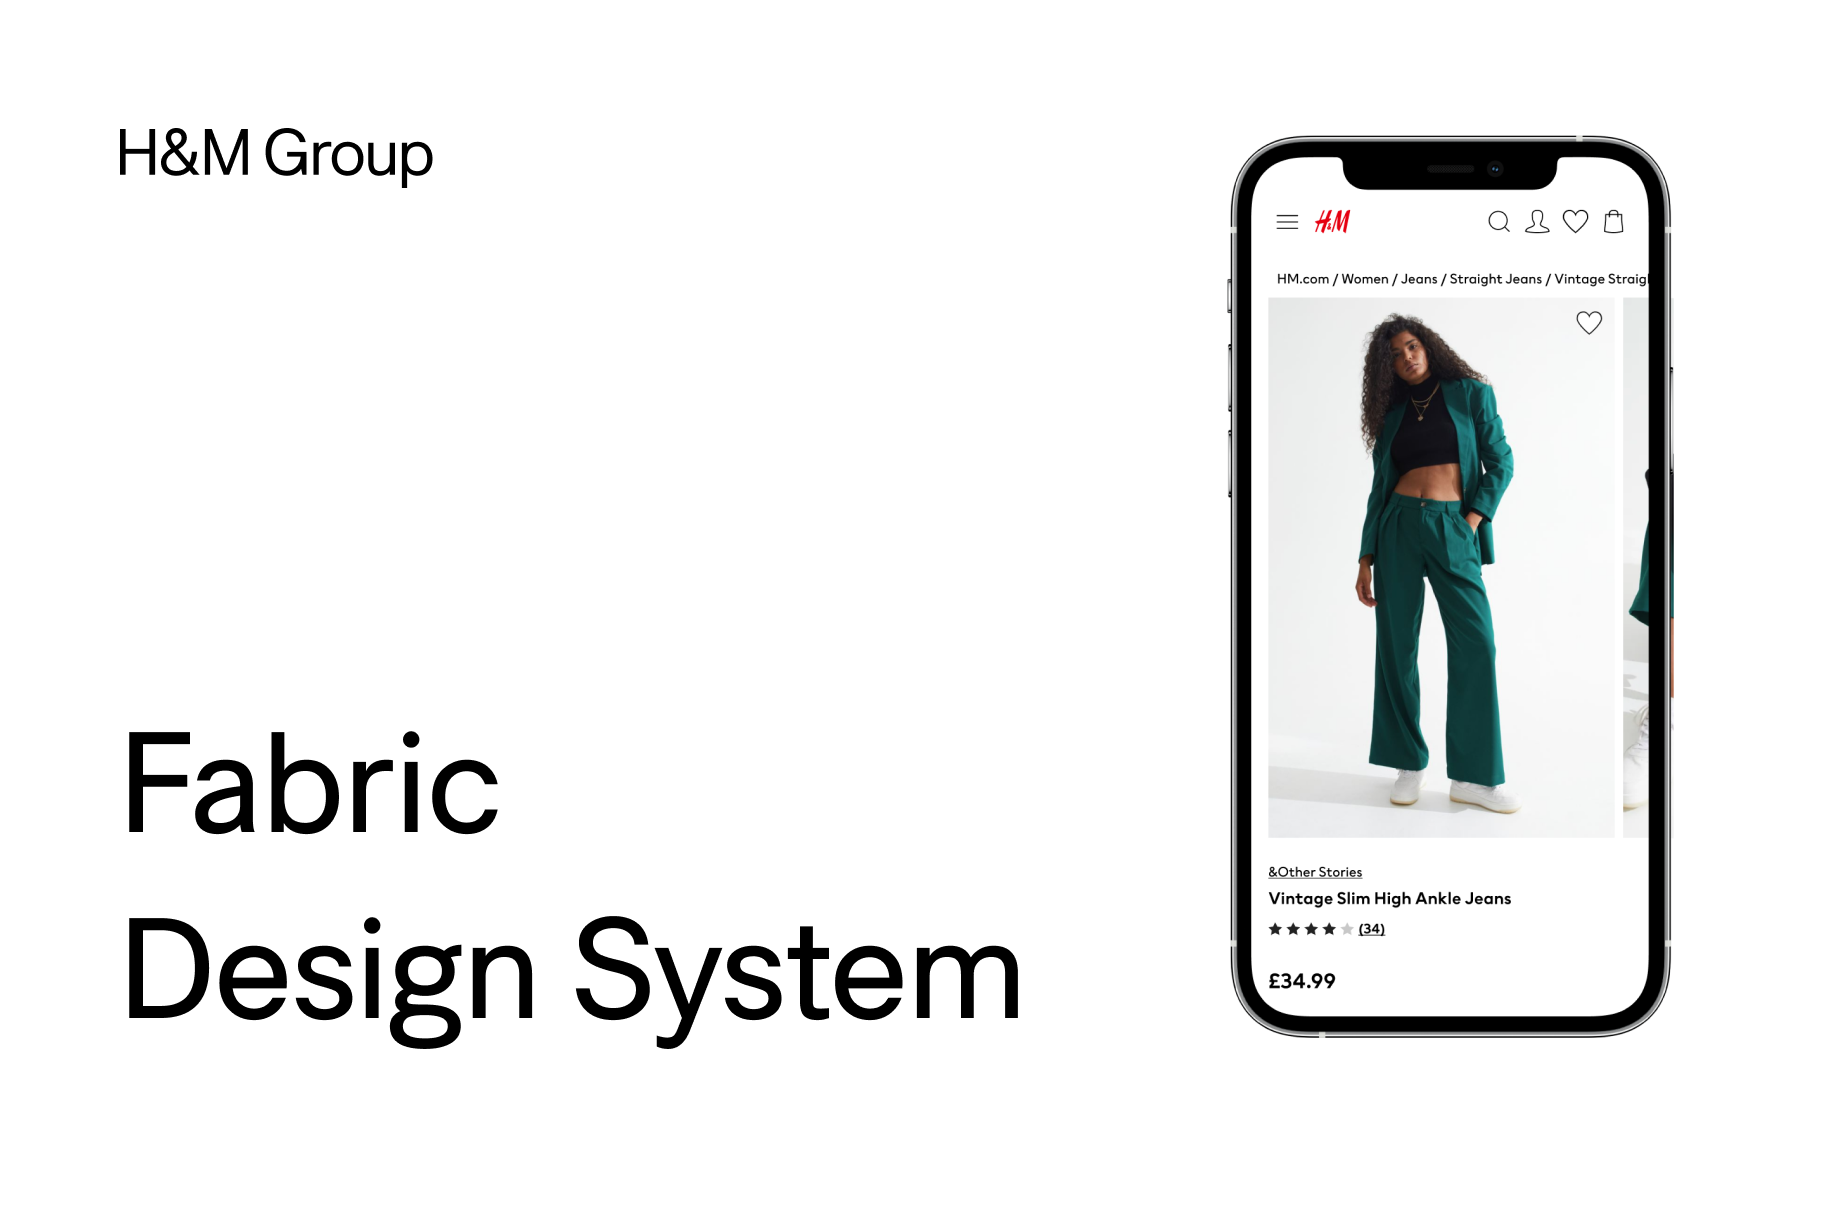 H&M Group
Fabric
Design System
H&M
HM.com / Women / Jeans / Straight Jeans / Vintage Straigh
&Other Stories
Vintage Slim High Ankle Jeans
(34)
£34.99